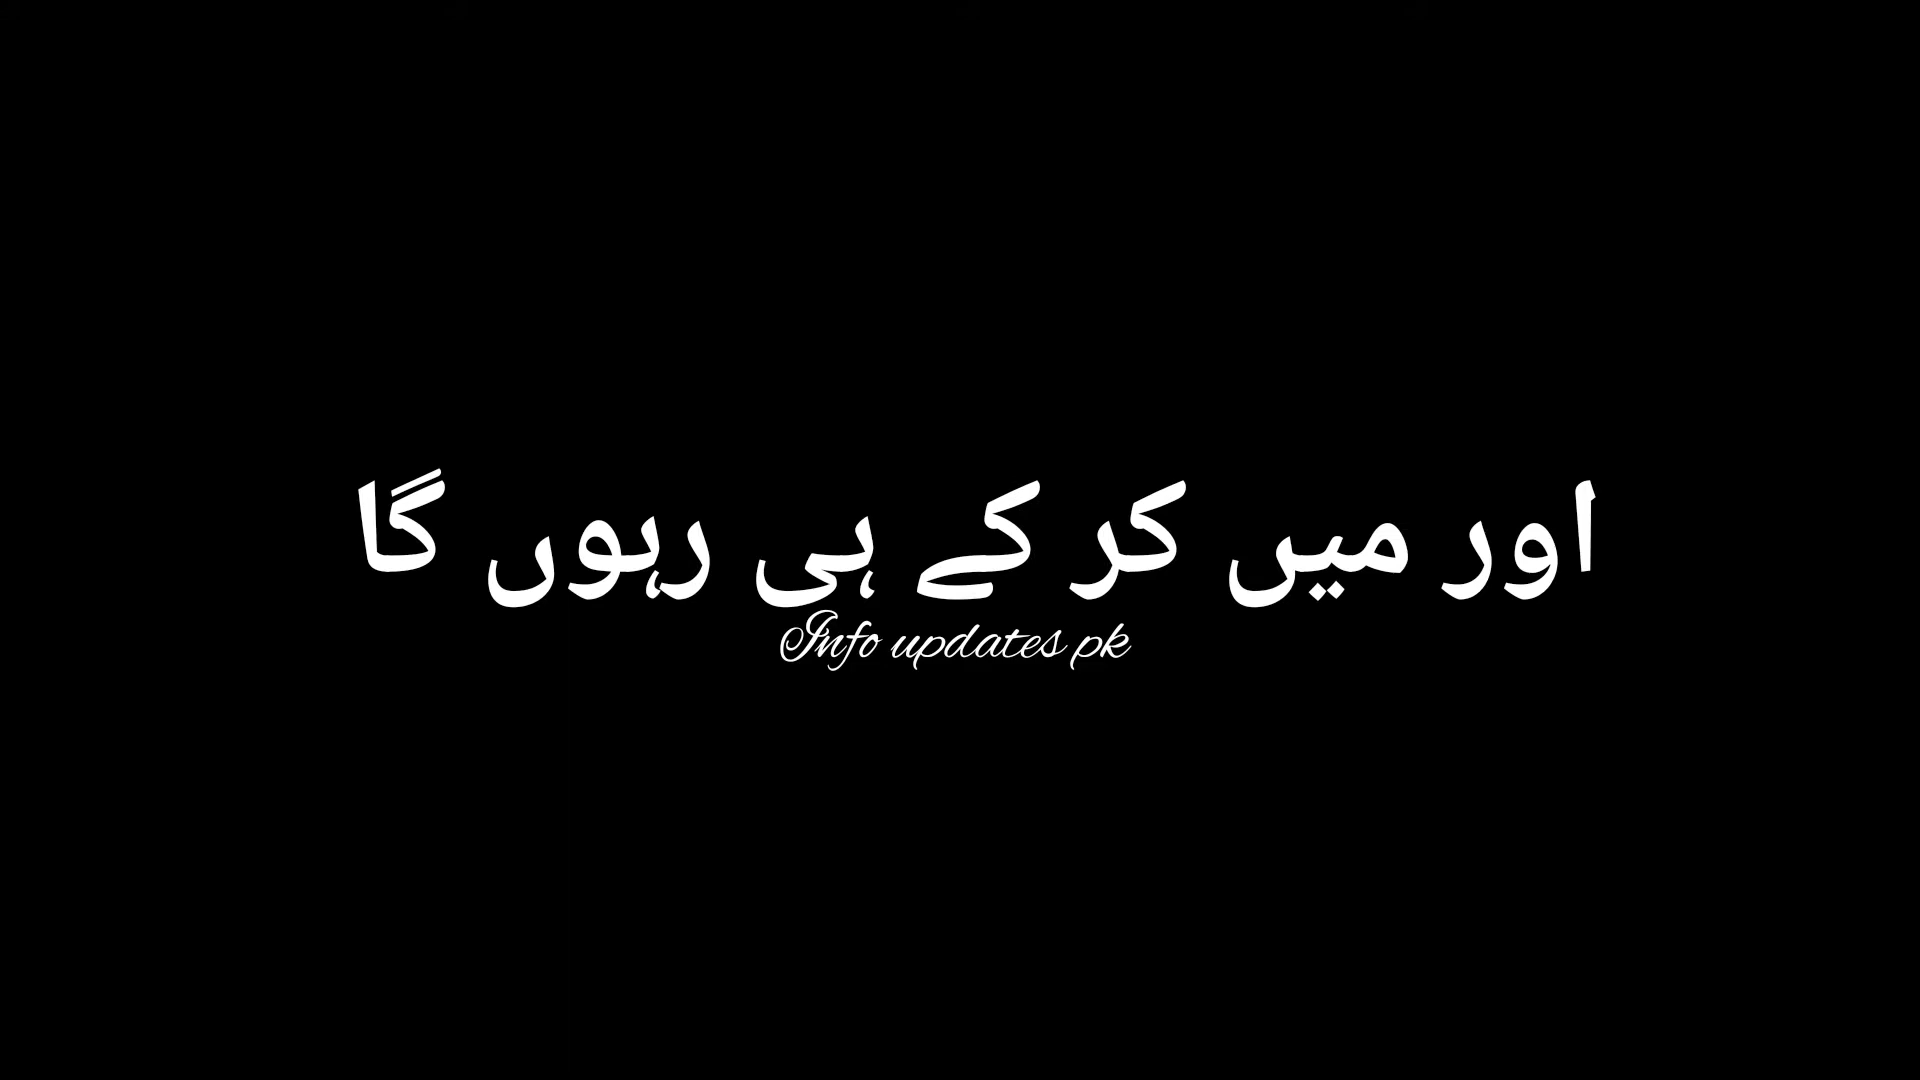 اور میں کر کے ہی رہوں گا
Info updates pk